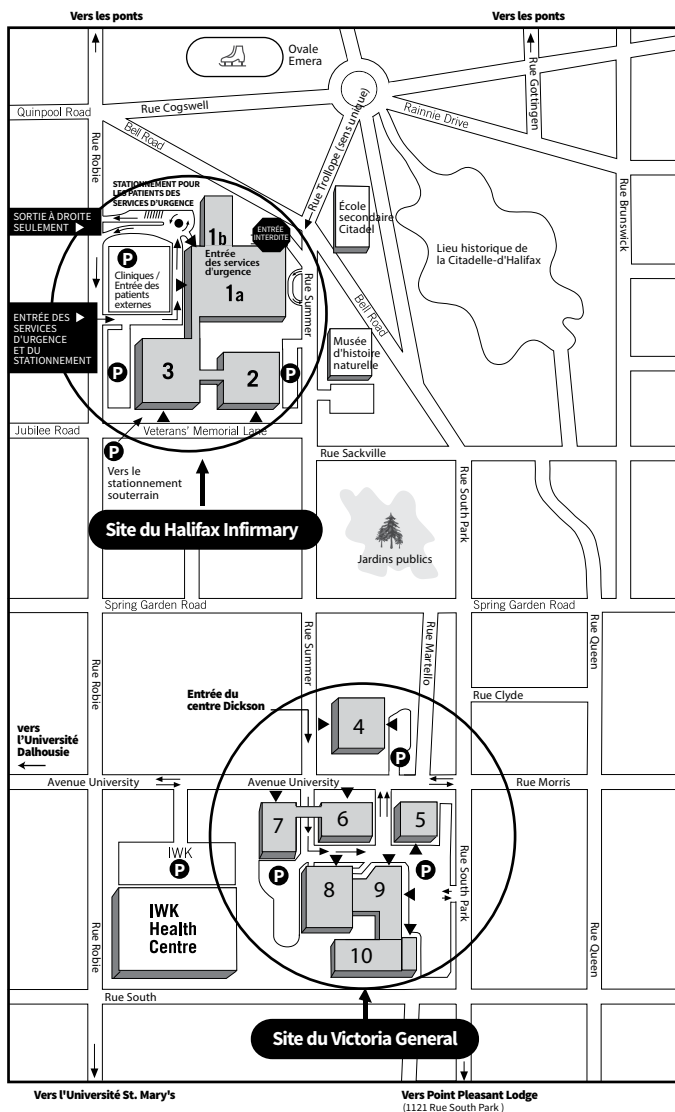 Vers les ponts
Vers les ponts
Ovale
Emera
Rue Gottingen
Quinpool Road
Rue Cogswell
Bell Road
Rue Trollope (sens unique)
Rainnie Drive
Rue Robie
STATIONNEMENT POUR
LES PATIENTS DES
SERVICES D'URGENCE
SORTIE À DROITE
SEULEMENT
1b
ENTRÉE
INTERDITE
École
secondaire
Citadel
Rue Brunswick
Lieu historique de
la Citadelle-d'Halifax
P
Cliniques /
Entrée des
patients
externes
Entrée
des services
d'urgence
1a
Rue Summer
Bell Road
ENTRÉE DES
SERVICES
D'URGENCE
ET DU
STATIONNEMENT
Musée
d'histoire
naturelle
P
3
2
P
Jubilee Road
Veterans' Memorial Lane
P
Vers le
stationnement
souterrain
Rue Sackville
Rue South Park
Site du Halifax Infirmary
Jardins publics
Spring Garden Road
Spring Garden Road
Rue Robie
Rue Summer
Rue Martello
Rue Queen
Entrée du
centre Dickson
Rue Clyde
4
P
vers
l'Université
Dalhousie
Avenue University
Avenue University
Rue Morris
7
6
5
IWK
P
P
8
9
P
Rue South Park
IWK
Health
Centre
10
Rue Robie
Rue Queen
Rue South
Site du Victoria General
Vers l'Université St. Mary's
Vers Point Pleasant Lodge
(1121 Rue South Park )